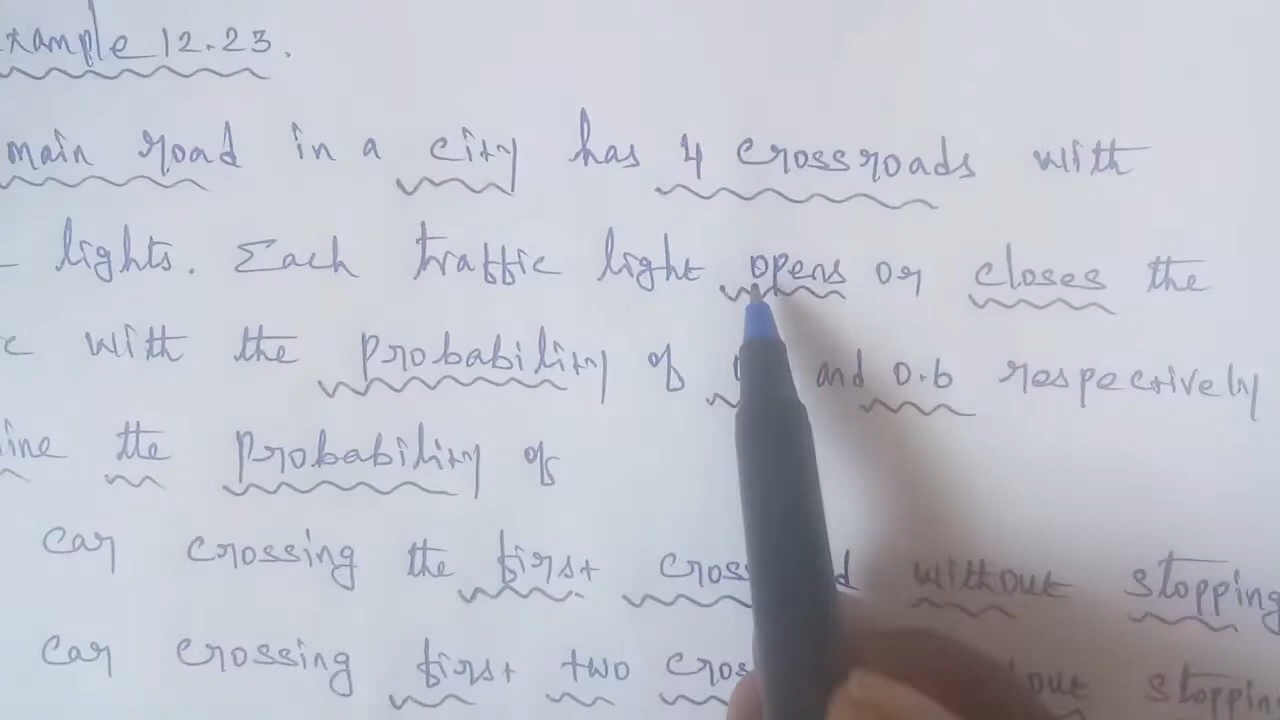 xample 12.23.
main road in a city has 4 crossroads with
lights. Each traffic light opens or closes the
c with the probability of and 0.6 respectively
ine the probability of
car crossing the first without stopping
car crossing first two stopping